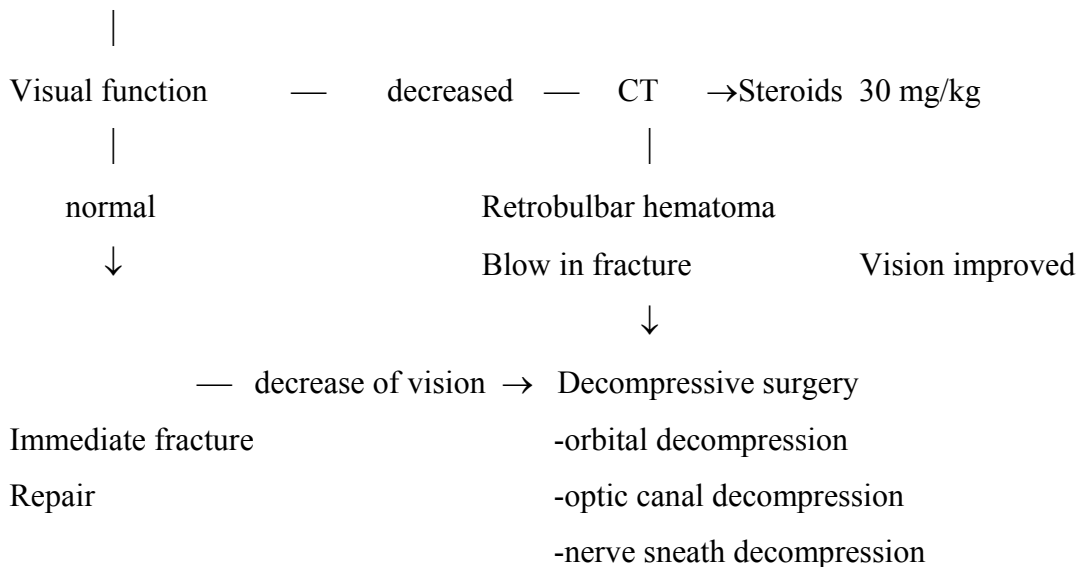 Visual function — decreased — CT →Steroids 30 mg/kg
normal Retrobulbar hematoma
↓ Blow in fracture Vision improved
↓
— decrease of vision → Decompressive surgery
Immediate fracture -orbital decompression
Repair -optic canal decompression
-nerve sneath decompression